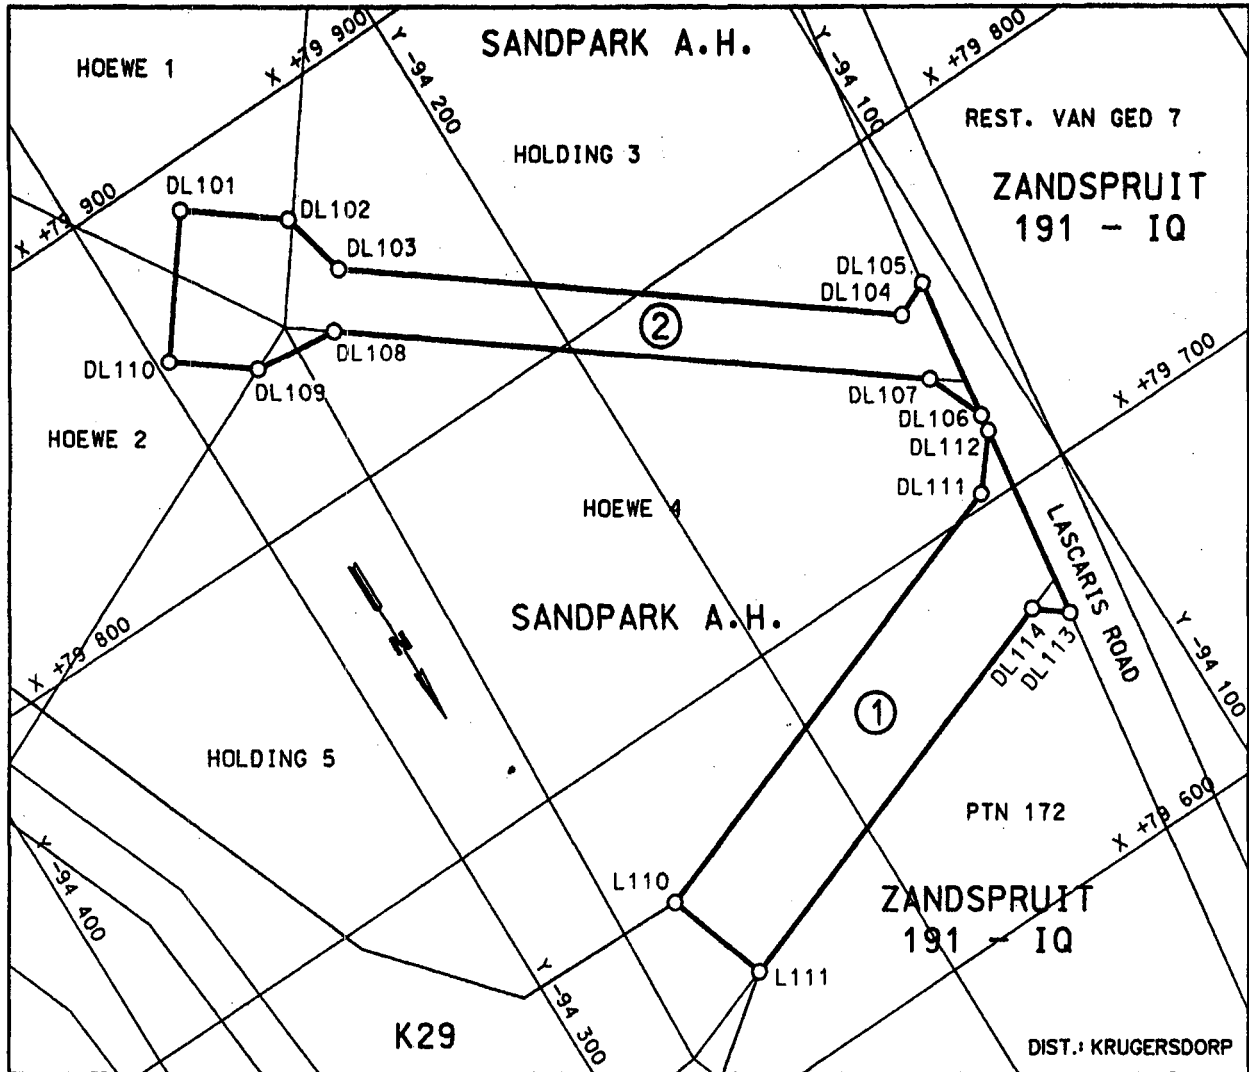 SANDPARK A.H.
HOEWE 1
X +79 900
Y -94 200
Y -94 100
X +79 800
REST. VAN GED 7
HOLDING 3
ZANDSPRUIT
191 - IQ
X +79 900
DL101
DL102
DL103
DL105
DL104
2
DL108
DL110
DL109
DL107
X +79 700
DL106
HOEWE 2
DL112
DL111
HOEWE 4
LASCARIS ROAD
N
SANDPARK A.H.
X +79 800
DL114
DL113
Y -94 100
1
HOLDING 5
PTN 172
X +79 600
Y -94 400
L110
ZANDSPRUIT
191 - IQ
L111
Y -94 300
K29
DIST.: KRUGERSDORP